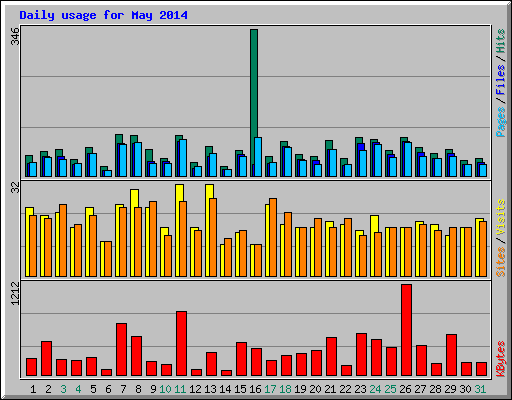 Daily usage for May 2014
346
Pages / Files / Hits
32
Sites / Visits
1212
KBytes
1 2 3 4 5 6 7 8 9 10 11 12 13 14 15 16 17 18 19 20 21 22 23 24 25 26 27 28 29 30 31